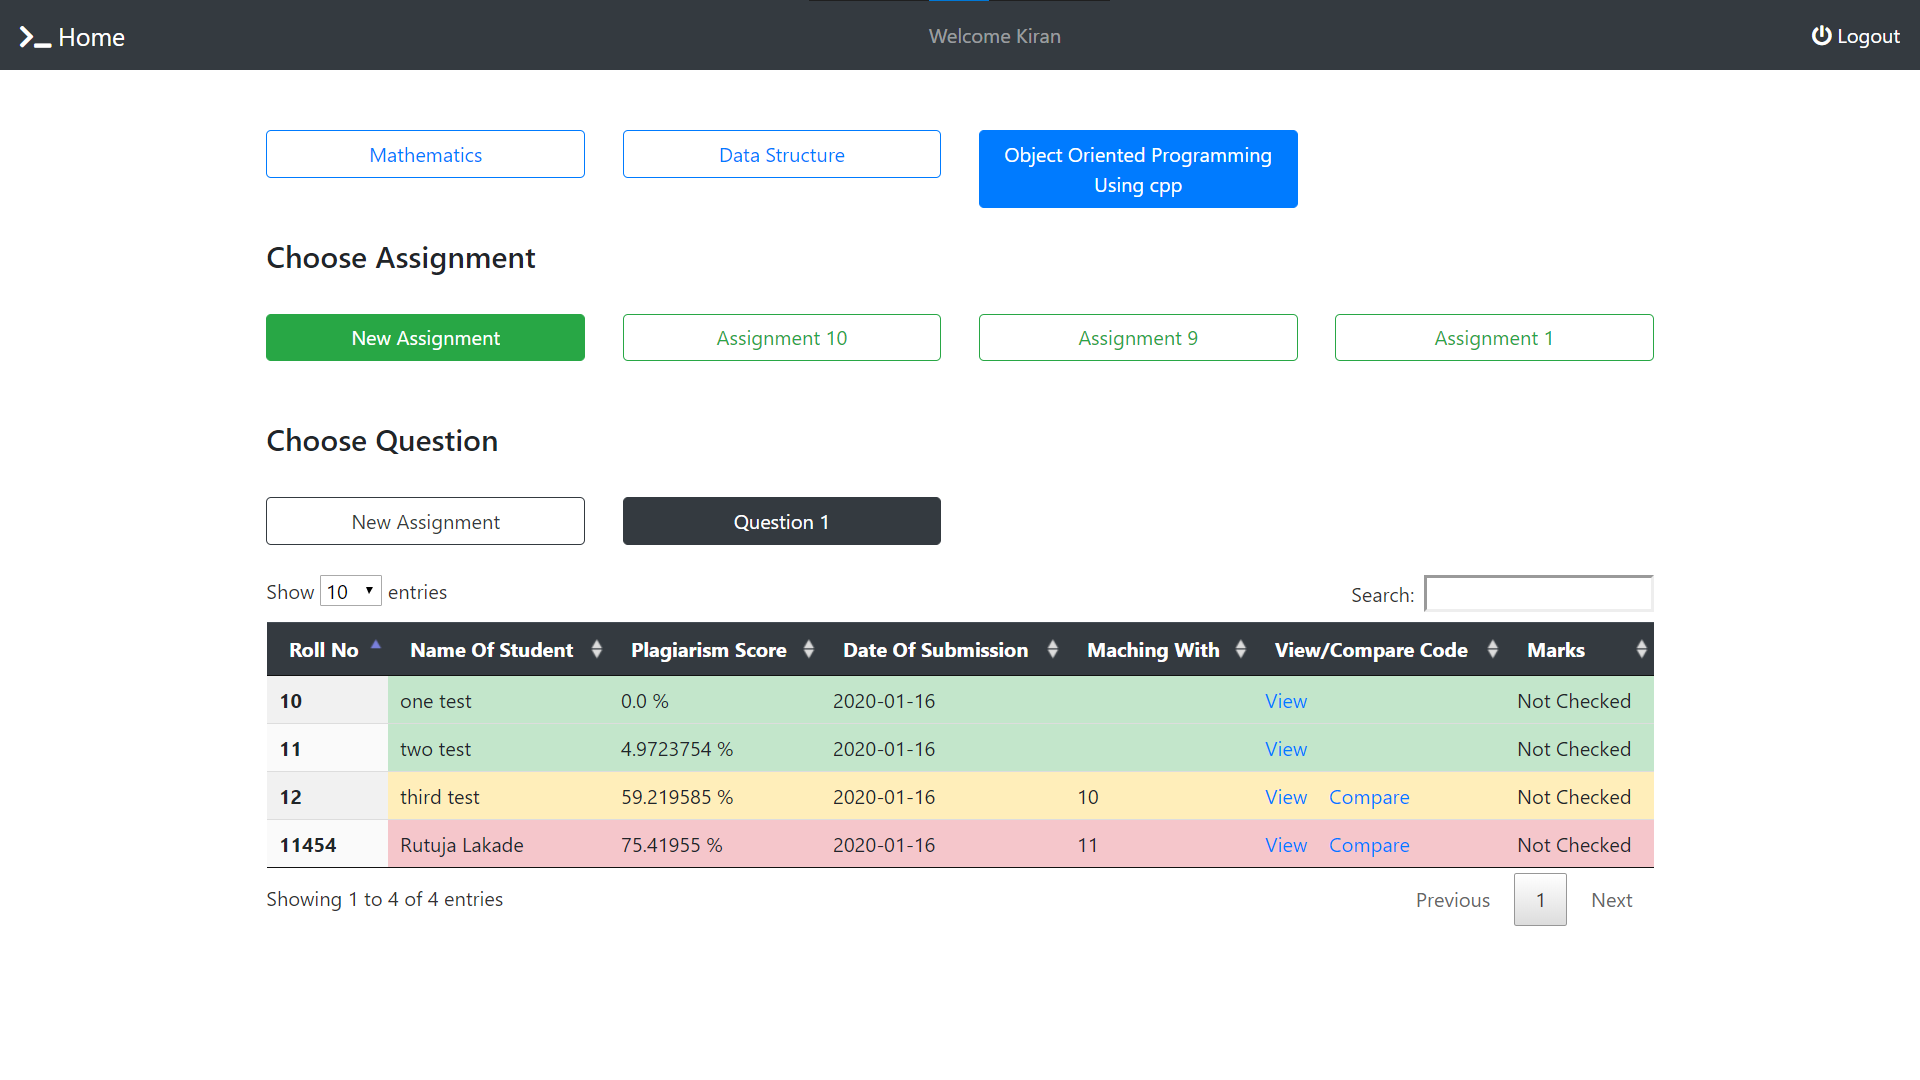 Home
Welcome Kiran
Logout
Mathematics
Data Structure
Object Oriented Programming
Using cpp
Choose Assignment
New Assignment
Assignment 10
Assignment 9
Assignment 1
Choose Question
New Assignment
Question 1
Show 10 entries
Search:
Roll No Name Of Student Plagiarism Score Date Of Submission Maching With View/Compare Code Marks
10 one test 0.0 % 2020-01-16 View Not Checked
11 two test 4.9723754 % 2020-01-16 View Not Checked
12 third test 59.219585 % 2020-01-16 10 View Compare Not Checked
11454 Rutuja Lakade 75.41955 % 2020-01-16 11 View Compare Not Checked
Showing 1 to 4 of 4 entries
Previous 1 Next